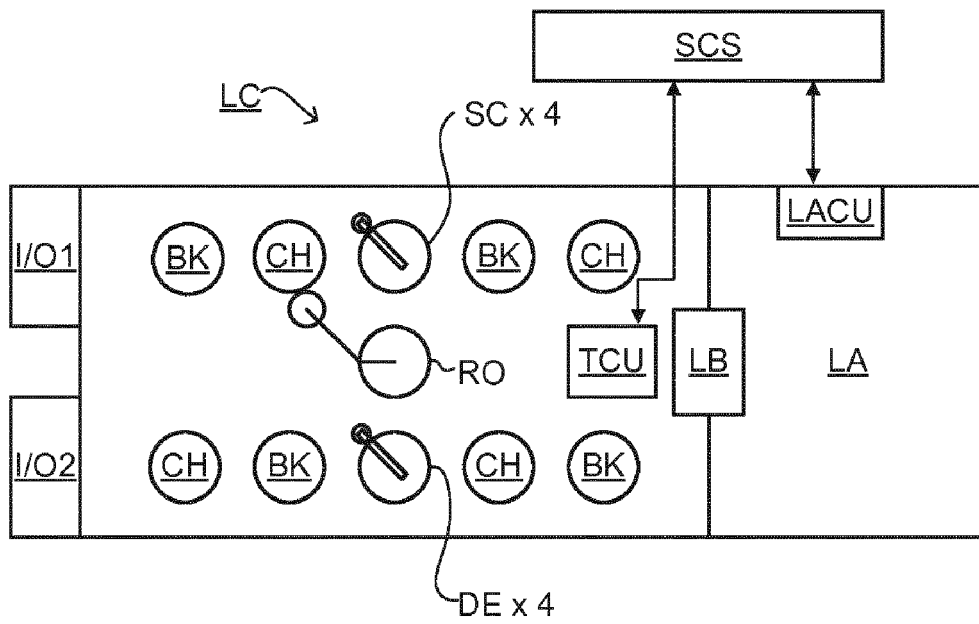 SCS
LC
SC x 4
I/O1
BK
CH
BK
CH
LACU
RO
TCU
LB
LA
I/O2
CH
BK
CH
BK
DE x 4